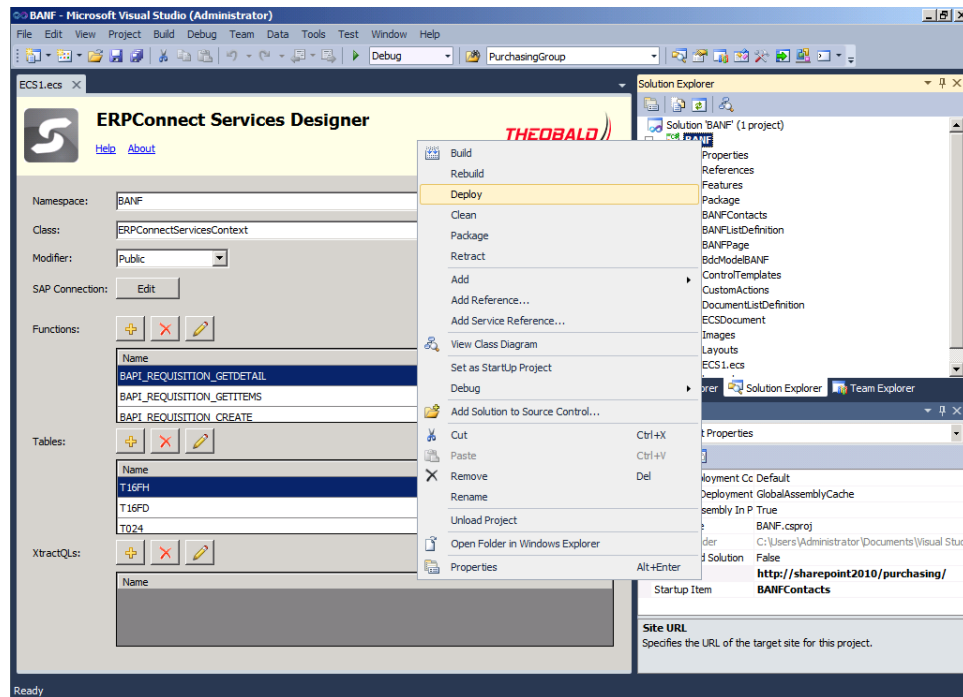 BANF - Microsoft Visual Studio (Administrator)
File Edit View Project Build Debug Team Data Tools Test Window Help
Debug PurchasingGroup
ECS1.ecs
ERPConnect Services Designer
Help About
THEOBALD
Namespace: BANF
Class: ERPConnectServicesContext
Modifier: Public
SAP Connection: Edit
Functions:
Name
BAPI_REQUISITION_GETDETAIL
BAPI_REQUISITION_GETITEMS
BAPI_REQUISITION_CREATE
Tables:
Name
T16FH
T16FD
T024
XtractQLs:
Name
Build
Rebuild
Deploy
Clean
Package
Retract
Add
Add Reference...
Add Service Reference...
View Class Diagram
Set as StartUp Project
Debug
Add Solution to Source Control...
Cut Ctrl+X
Paste Ctrl+V
Remove Del
Rename
Unload Project
Open Folder in Windows Explorer
Properties Alt+Enter
Solution Explorer
Solution 'BANF' (1 project)
BANF
Properties
References
Features
Package
BANFContacts
BANFListDefinition
BANFPage
BdcModelBANF
ControlTemplates
CustomActions
DocumentListDefinition
ECSDocument
Images
Layouts
ECS1.ecs
Solution Explorer Team Explorer
Properties
Default
Deployment GlobalAssemblyCache
True
BANF.csproj
C:\Users\Administrator\Documents\Visual Stud
Solution False
http://sharepoint2010/purchasing/
Startup Item BANFContacts
Site URL
Specifies the URL of the target site for this project.
Ready